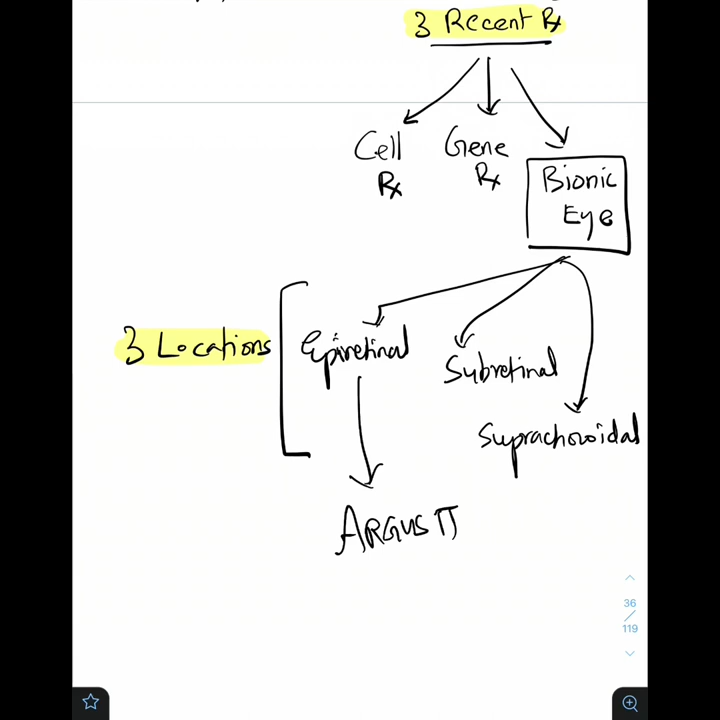 3 Recent Rx
Cell
Rx
Gene
Rx
Bionic
Eye
3 Locations
Epiretinal
Subretinal
Suprachoroidal
ARGUS II
36
/
119